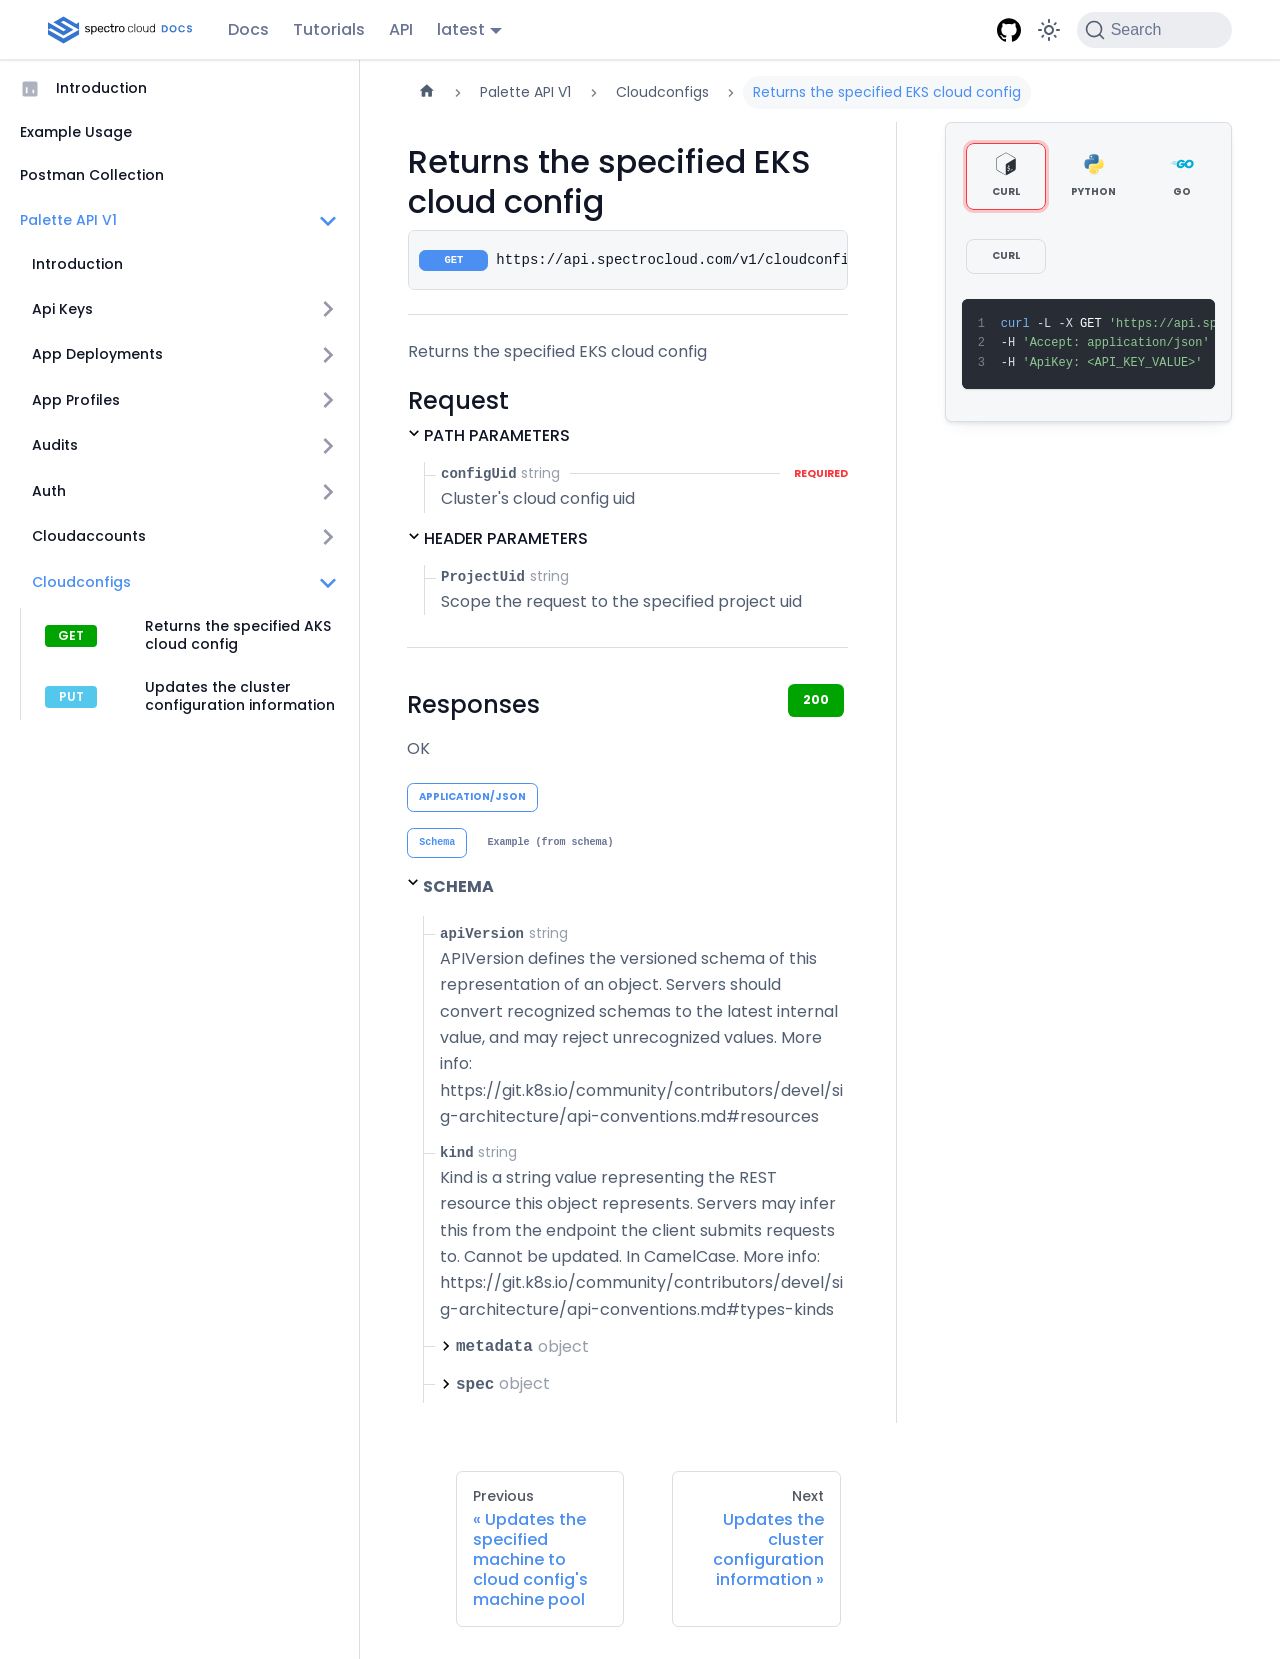 spectro cloud DOCS
Docs
Tutorials
API
latest
Search
Introduction
Example Usage
Postman Collection
Palette API V1
Introduction
Api Keys
App Deployments
App Profiles
Audits
Auth
Cloudaccounts
Cloudconfigs
GET
Returns the specified AKS
cloud config
PUT
Updates the cluster
configuration information
Palette API V1
Cloudconfigs
Returns the specified EKS cloud config
Returns the specified EKS
cloud config
GET https://api.spectrocloud.com/v1/cloudconfi
Returns the specified EKS cloud config
Request
PATH PARAMETERS
configUid string REQUIRED
Cluster's cloud config uid
HEADER PARAMETERS
ProjectUid string
Scope the request to the specified project uid
Responses
200
OK
APPLICATION/JSON
Schema
Example (from schema)
SCHEMA
apiVersion string
APIVersion defines the versioned schema of this
representation of an object. Servers should
convert recognized schemas to the latest internal
value, and may reject unrecognized values. More
info:
https://git.k8s.io/community/contributors/devel/si
g-architecture/api-conventions.md#resources
kind string
Kind is a string value representing the REST
resource this object represents. Servers may infer
this from the endpoint the client submits requests
to. Cannot be updated. In CamelCase. More info:
https://git.k8s.io/community/contributors/devel/si
g-architecture/api-conventions.md#types-kinds
metadata object
spec object
CURL
PYTHON
GO
GO
CURL
1 curl -L -X GET 'https://api.sp
2 -H 'Accept: application/json'
3 -H 'ApiKey: <API_KEY_VALUE>'
Previous
« Updates the
specified
machine to
cloud config's
machine pool
Next
Updates the
cluster
configuration
information »